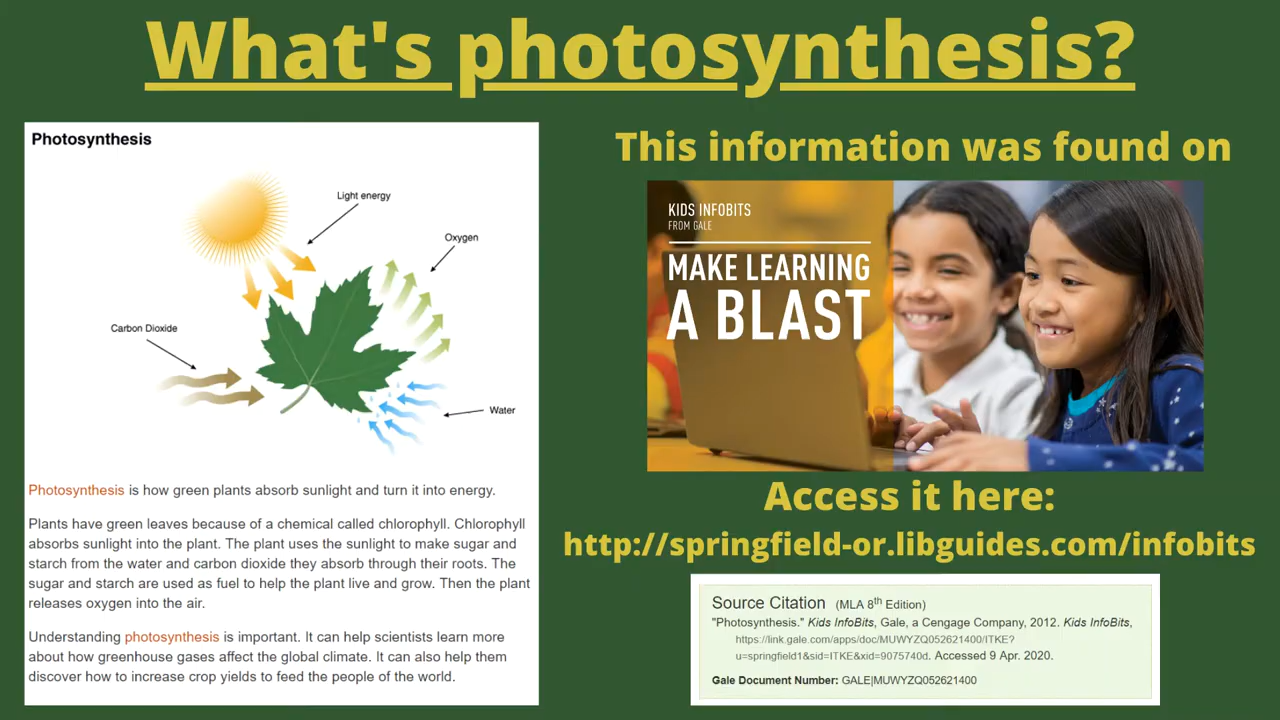 What's photosynthesis?
Photosynthesis
Light energy
Oxygen
Carbon Dioxide
Water
Photosynthesis is how green plants absorb sunlight and turn it into energy.
Plants have green leaves because of a chemical called chlorophyll. Chlorophyll
absorbs sunlight into the plant. The plant uses the sunlight to make sugar and
starch from the water and carbon dioxide they absorb through their roots. The
sugar and starch are used as fuel to help the plant live and grow. Then the plant
releases oxygen into the air.
Understanding photosynthesis is important. It can help scientists learn more
about how greenhouse gases affect the global climate. It can also help them
discover how to increase crop yields to feed the people of the world.
This information was found on
KIDS INFOBITS
FROM GALE
MAKE LEARNING
A BLAST
Access it here:
http://springfield-or.libguides.com/infobits
Source Citation (MLA 8th Edition)
"Photosynthesis." Kids InfoBits, Gale, a Cengage Company, 2012. Kids InfoBits,
https://link.gale.com/apps/doc/MUWYZQ052621400/ITKE?
u=springfield1&sid=ITKE&xid=9075740d. Accessed 9 Apr. 2020.
Gale Document Number: GALE|MUWYZQ052621400